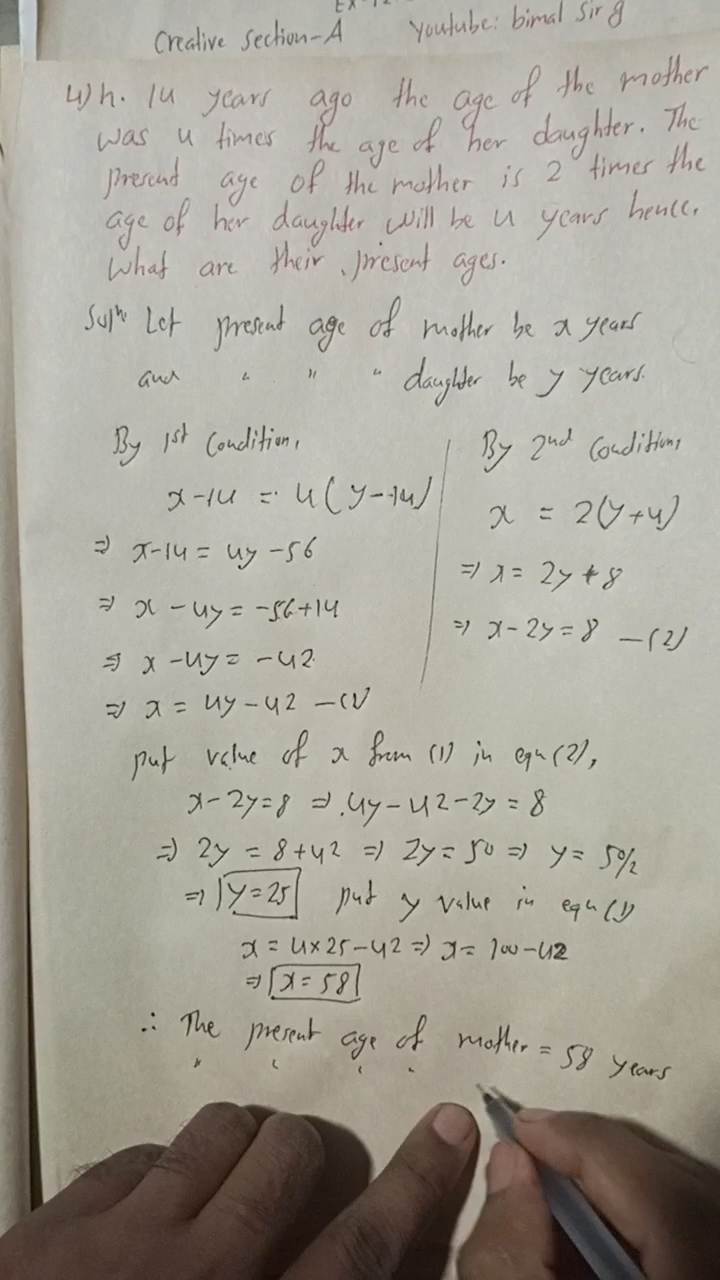 Creative Section-A Youtube: bimal Sir g
4) h. 14 years ago the age of the mother
was 4 times the age of her daughter. The
present age of the mother is 2 times the
age of her daughter will be 4 years hence.
What are their present ages.
Solⁿ Let present age of mother be x years
and " " " daughter be y years.
By 1st Condition,
x-14 = 4(y-14)
⇒ x-14 = 4y-56
⇒ x-4y = -56+14
⇒ x-4y = -42
⇒ x = 4y-42 -(1)
By 2nd Condition,
x = 2(y+4)
⇒ x = 2y+8
⇒ x-2y=8 -(2)
put value of x from (1) in eqn(2),
x-2y=8 ⇒ 4y-42-2y = 8
⇒ 2y = 8+42 ⇒ 2y=50 ⇒ y = 50/2
⇒ y=25 put y value in eqn(1)
x = 4×25-42 ⇒ x = 100-42
⇒ x=58
∴ The present age of mother = 58 years
" " " "